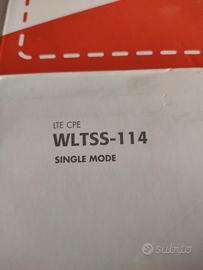 LTE CPE
WLTSS-114
SINGLE MODE
subito